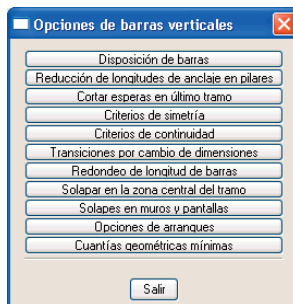 Opciones de barras verticales
Disposición de barras
Reducción de longitudes de anclaje en pilares
Cortar esperas en último tramo
Criterios de simetría
Criterios de continuidad
Transiciones por cambio de dimensiones
Redondeo de longitud de barras
Solapar en la zona central del tramo
Solapes en muros y pantallas
Opciones de arranques
Cuantías geométricas mínimas
Salir